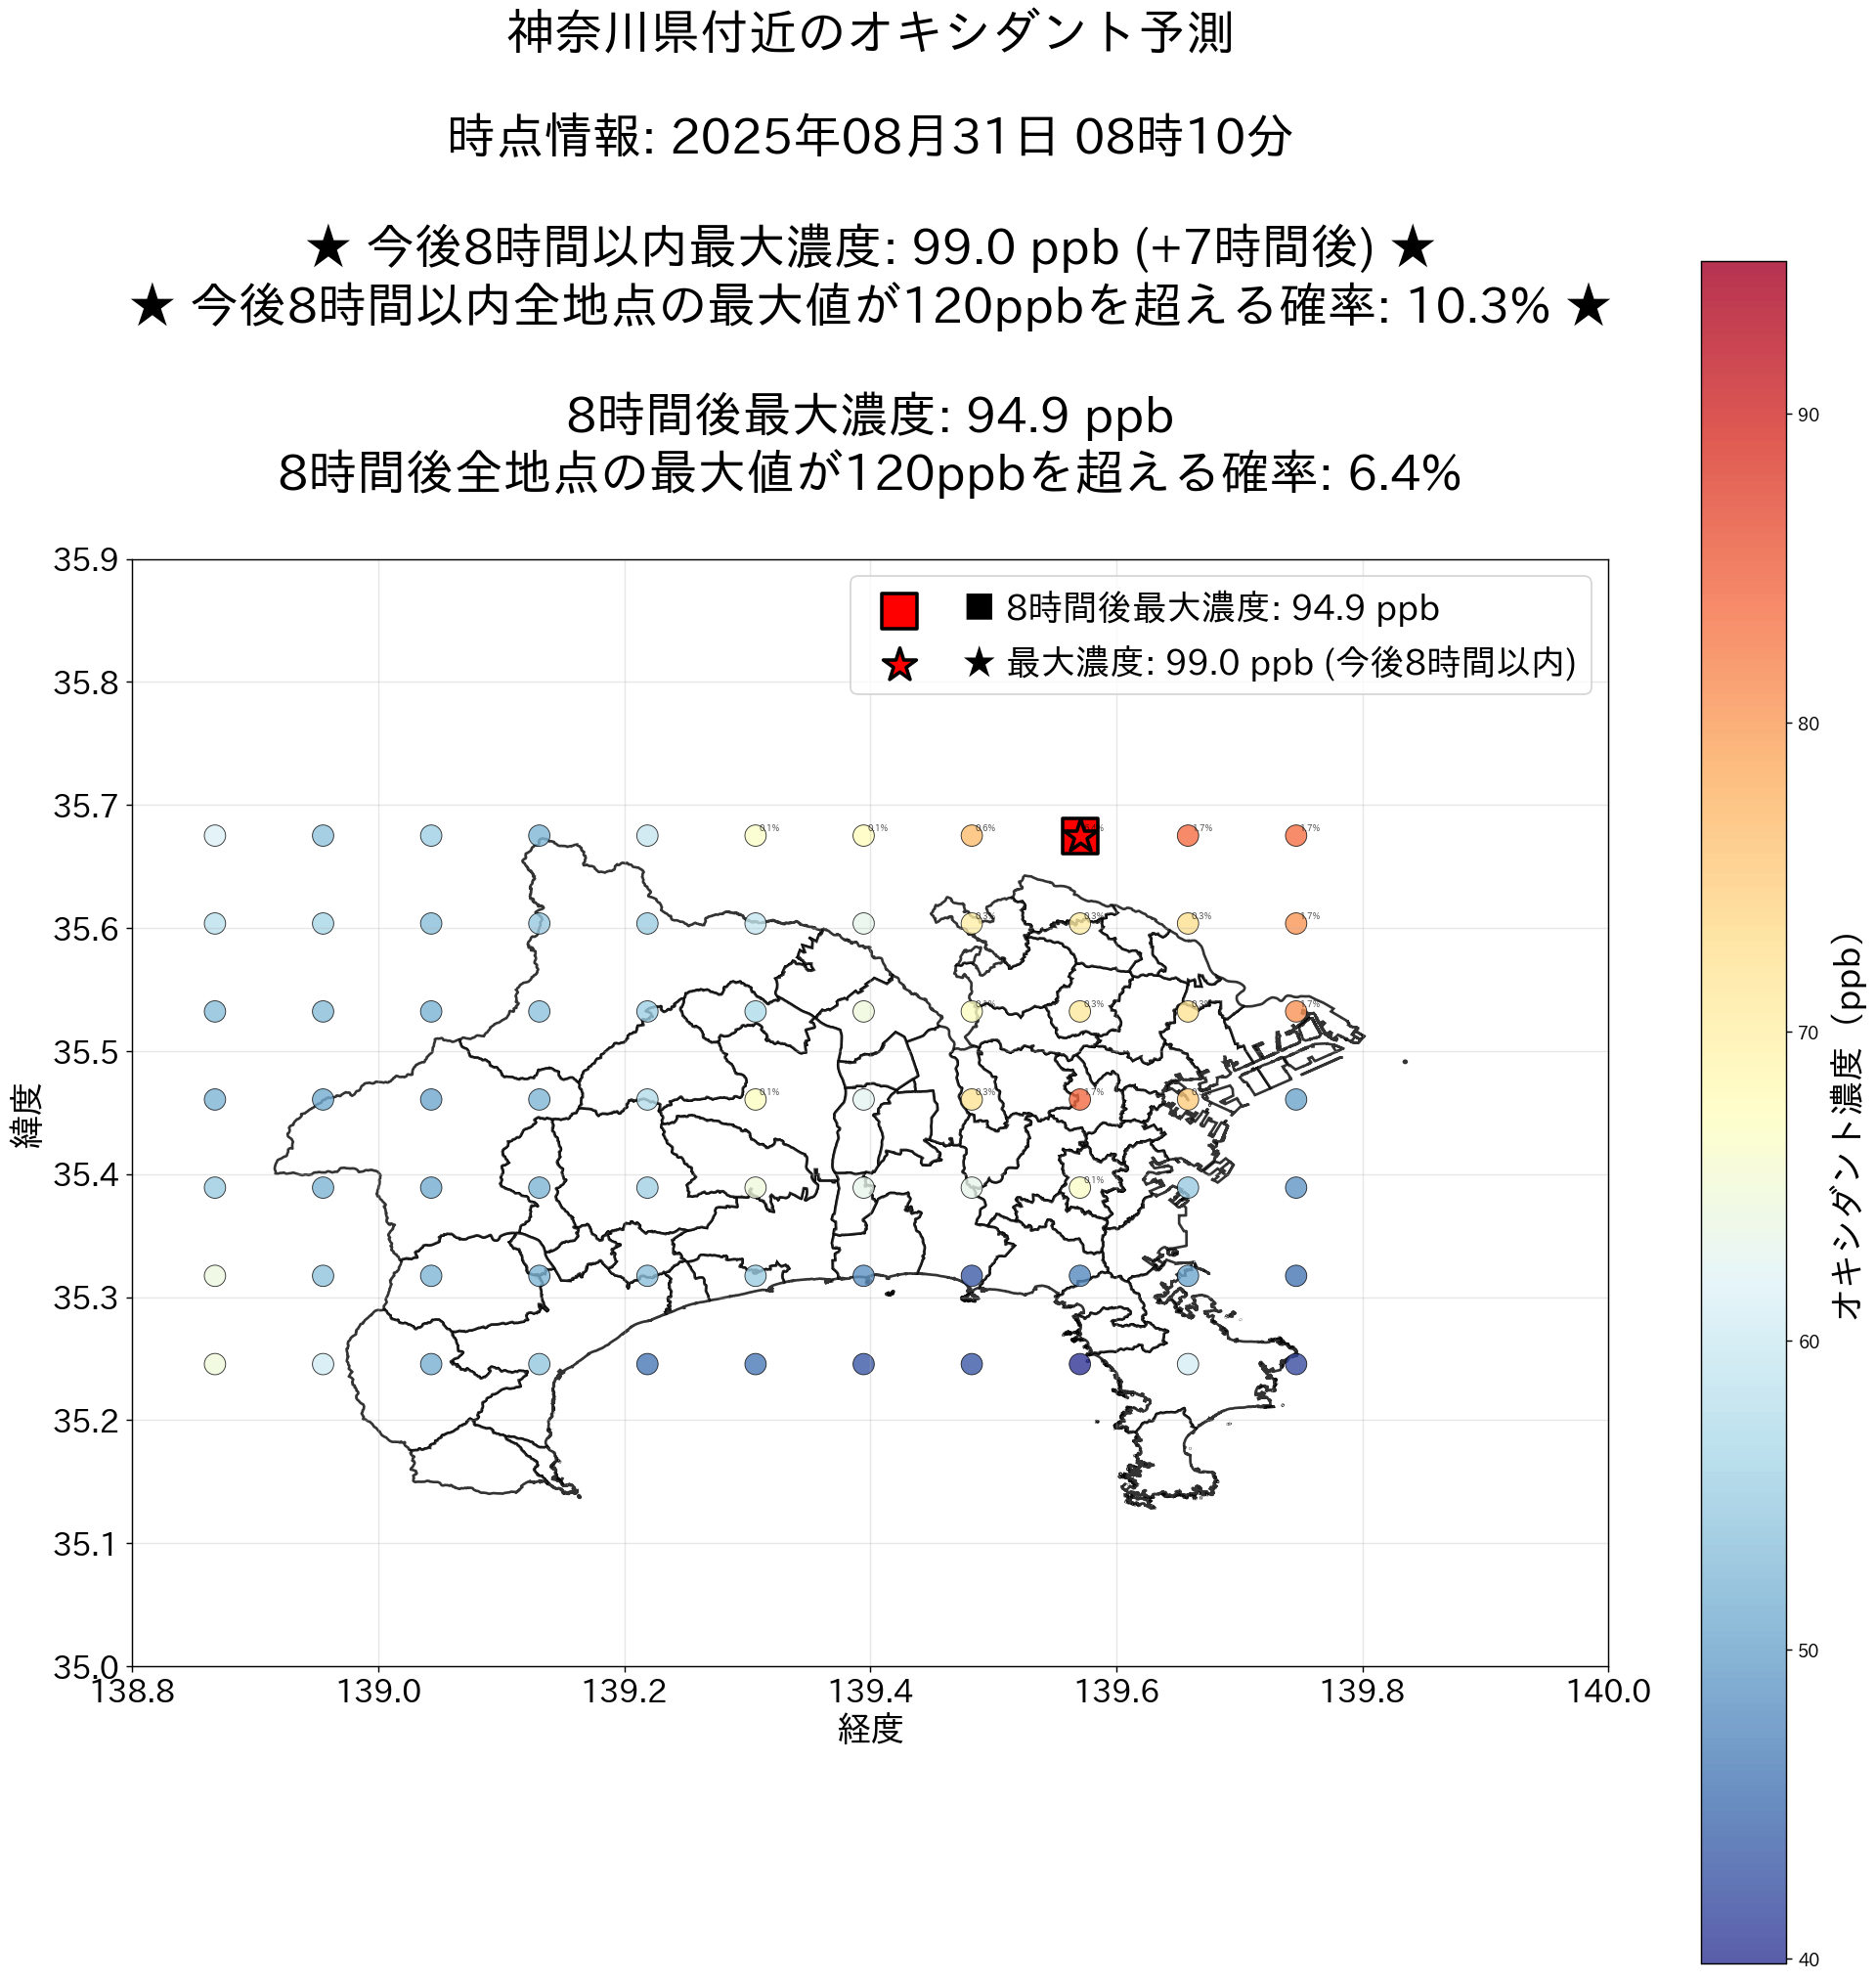 神奈川県付近のオキシダント予測
時点情報: 2025年08月31日 08時10分
★ 今後8時間以内最大濃度: 99.0 ppb (+7時間後) ★
★ 今後8時間以内全地点の最大値が120ppbを超える確率: 10.3% ★
8時間後最大濃度: 94.9 ppb
8時間後全地点の最大値が120ppbを超える確率: 6.4%
■ 8時間後最大濃度: 94.9 ppb
★ 最大濃度: 99.0 ppb (今後8時間以内)
35.9
35.8
35.7
35.6
35.5
35.4
35.3
35.2
35.1
35.0
緯度
0.1% 0.1% 0.6% 1.7% 1.7%
0.3% 0.3% 0.3% 1.7%
0.1% 0.3% 0.3% 1.7%
0.1% 0.3% 1.7%
0.1%
138.8 139.0 139.2 139.4 139.6 139.8 140.0
経度
90
80
70
60
50
40
オキシダント濃度（ppb）